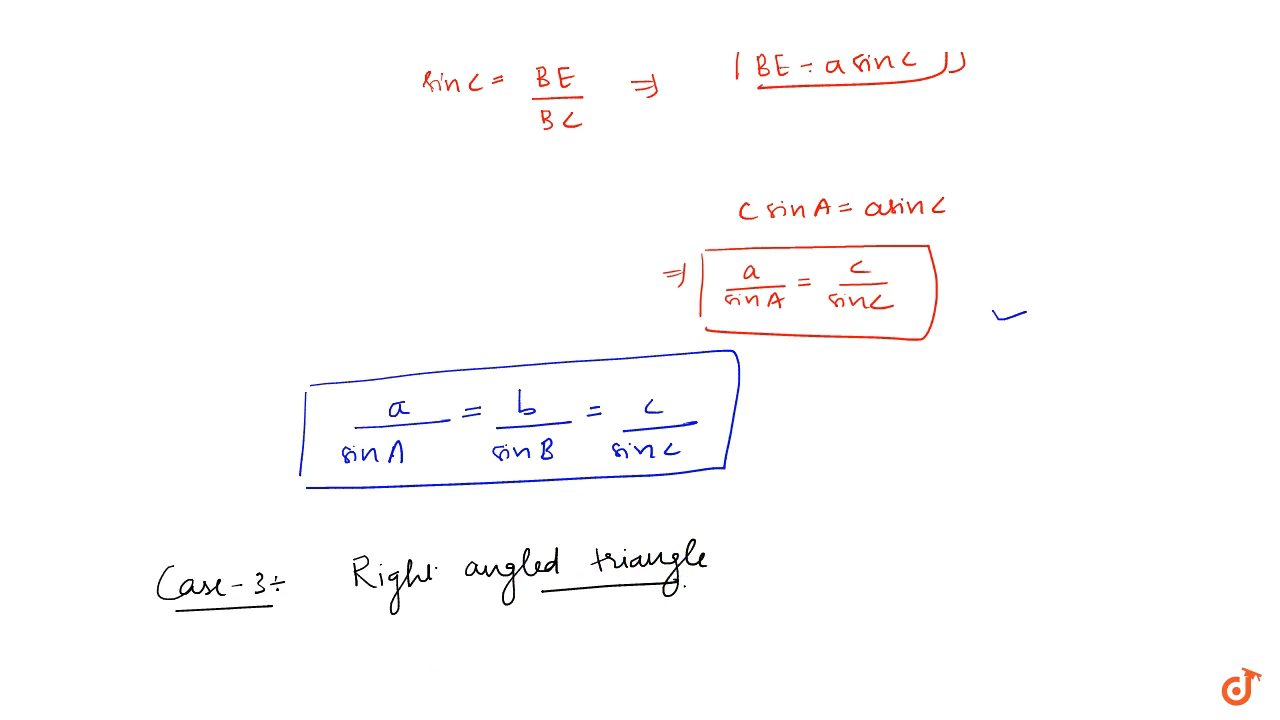 sin C = BE / BC ⇒ ( BE = a sin C ))
c sin A = a sin C
⇒ a / sin A = c / sin C
a / sin A = b / sin B = c / sin C
Case-3÷ Right angled triangle